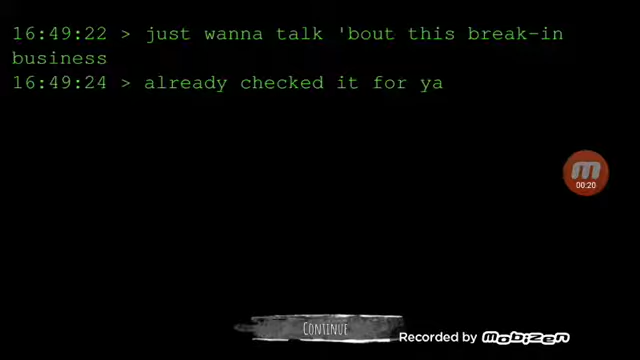 16:49:22 > just wanna talk 'bout this break-in
business
16:49:24 > already checked it for ya
00:20
Continue
Recorded by mobizen